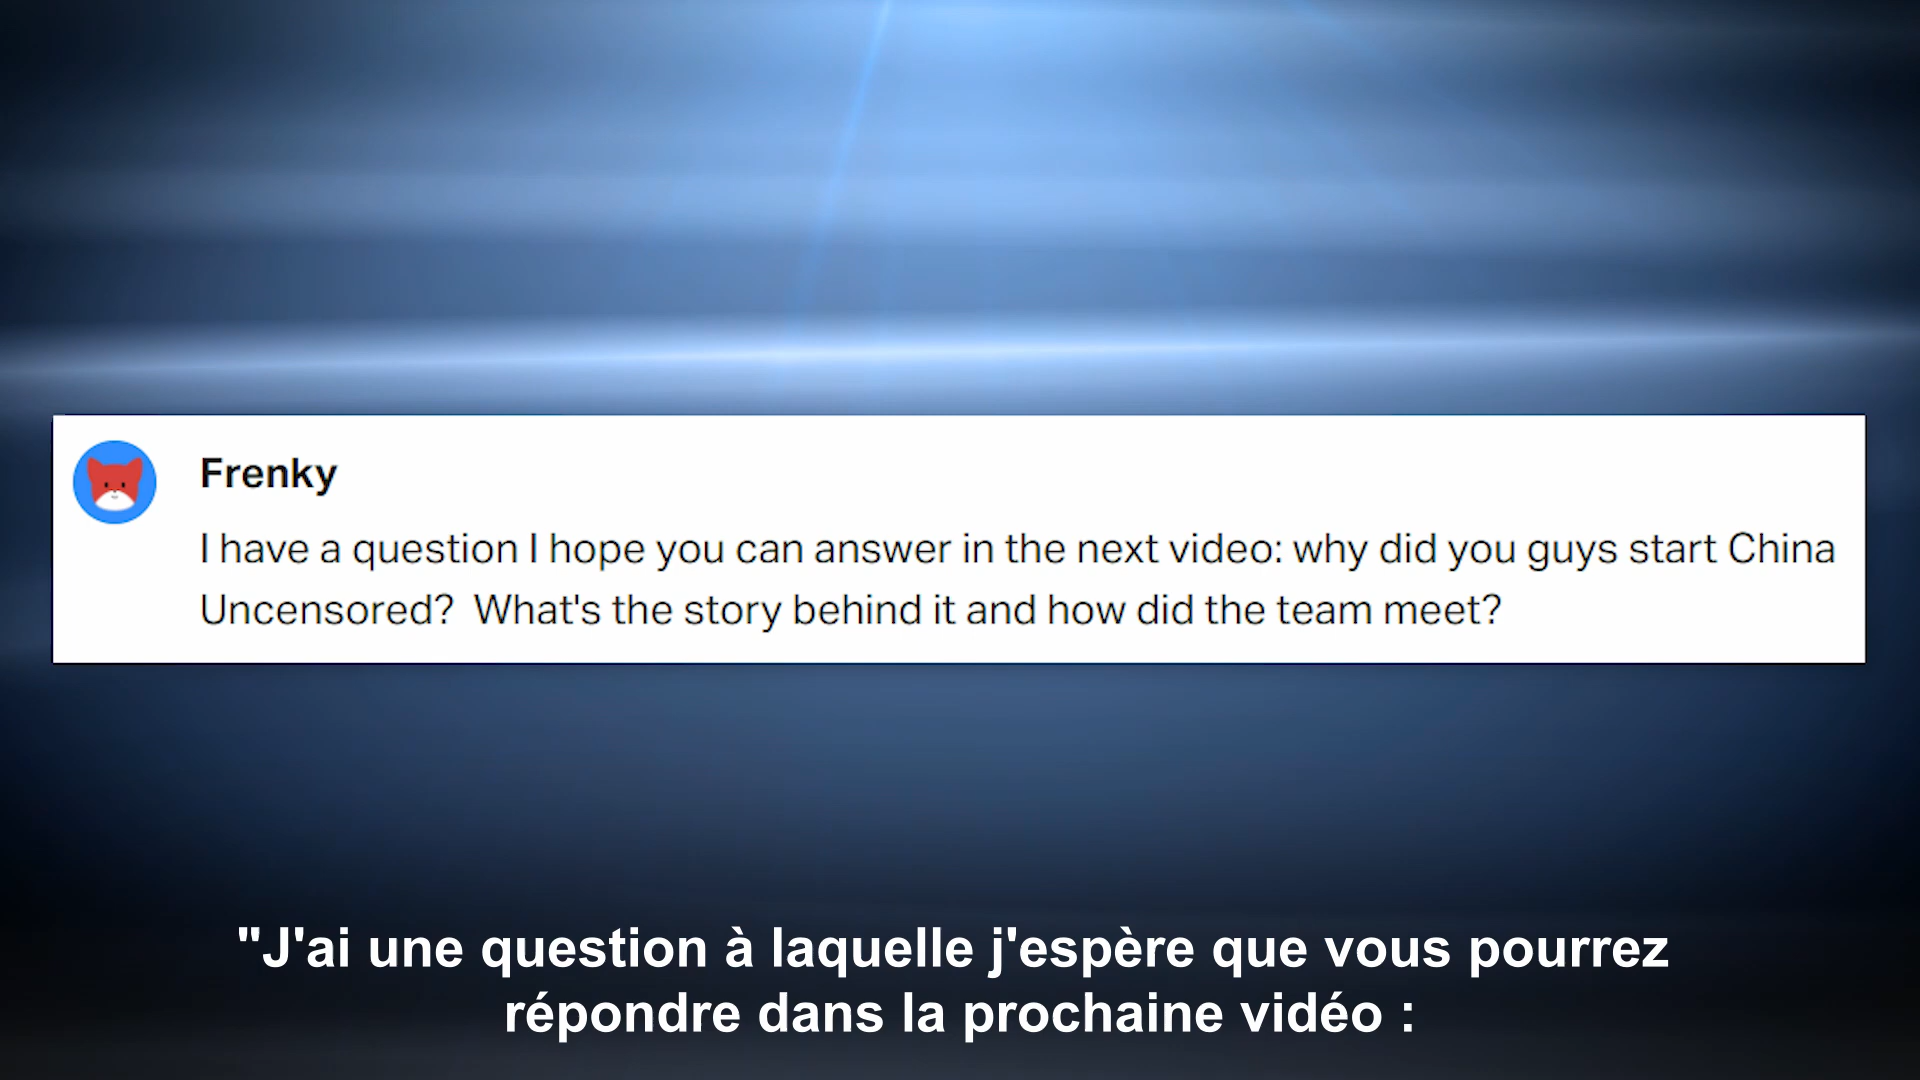 Frenky
I have a question I hope you can answer in the next video: why did you guys start China
Uncensored?  What's the story behind it and how did the team meet?
"J'ai une question à laquelle j'espère que vous pourrez
répondre dans la prochaine vidéo :